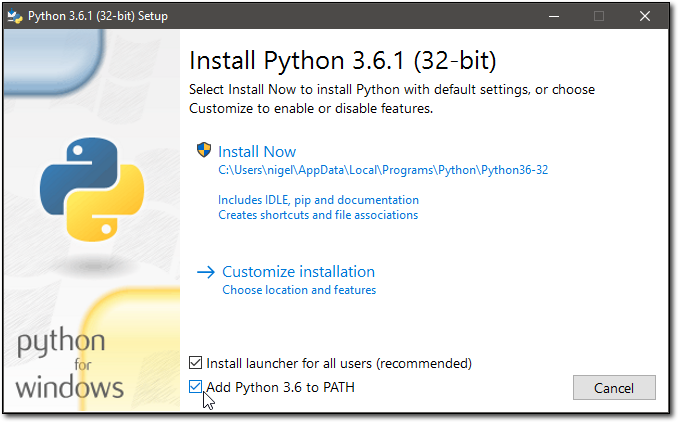 Python 3.6.1 (32-bit) Setup
Install Python 3.6.1 (32-bit)
Select Install Now to install Python with default settings, or choose
Customize to enable or disable features.
Install Now
C:\Users\nigel\AppData\Local\Programs\Python\Python36-32
Includes IDLE, pip and documentation
Creates shortcuts and file associations
Customize installation
Choose location and features
Install launcher for all users (recommended)
Add Python 3.6 to PATH
Cancel
python
for
windows